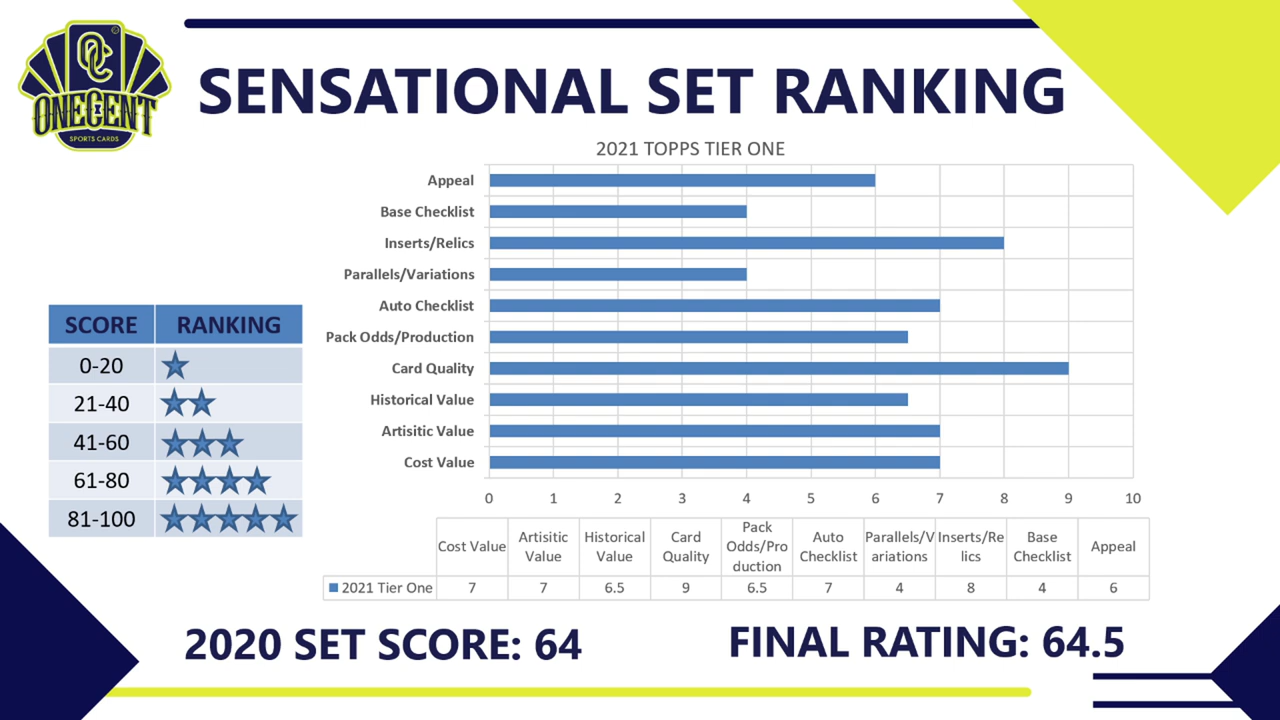 OC
ONECENT
SPORTS CARDS
SENSATIONAL SET RANKING
2021 TOPPS TIER ONE
Appeal
Base Checklist
Inserts/Relics
Parallels/Variations
Auto Checklist
Pack Odds/Production
Card Quality
Historical Value
Artisitic Value
Cost Value
0 1 2 3 4 5 6 7 8 9 10
SCORE RANKING
0-20
21-40
41-60
61-80
81-100
Cost Value
Artisitic
Value
Historical
Value
Card
Quality
Pack
Odds/Pro
duction
Auto
Checklist
Parallels/V
ariations
Inserts/Re
lics
Base
Checklist
Appeal
2021 Tier One 7 7 6.5 9 6.5 7 4 8 4 6
2020 SET SCORE: 64
FINAL RATING: 64.5